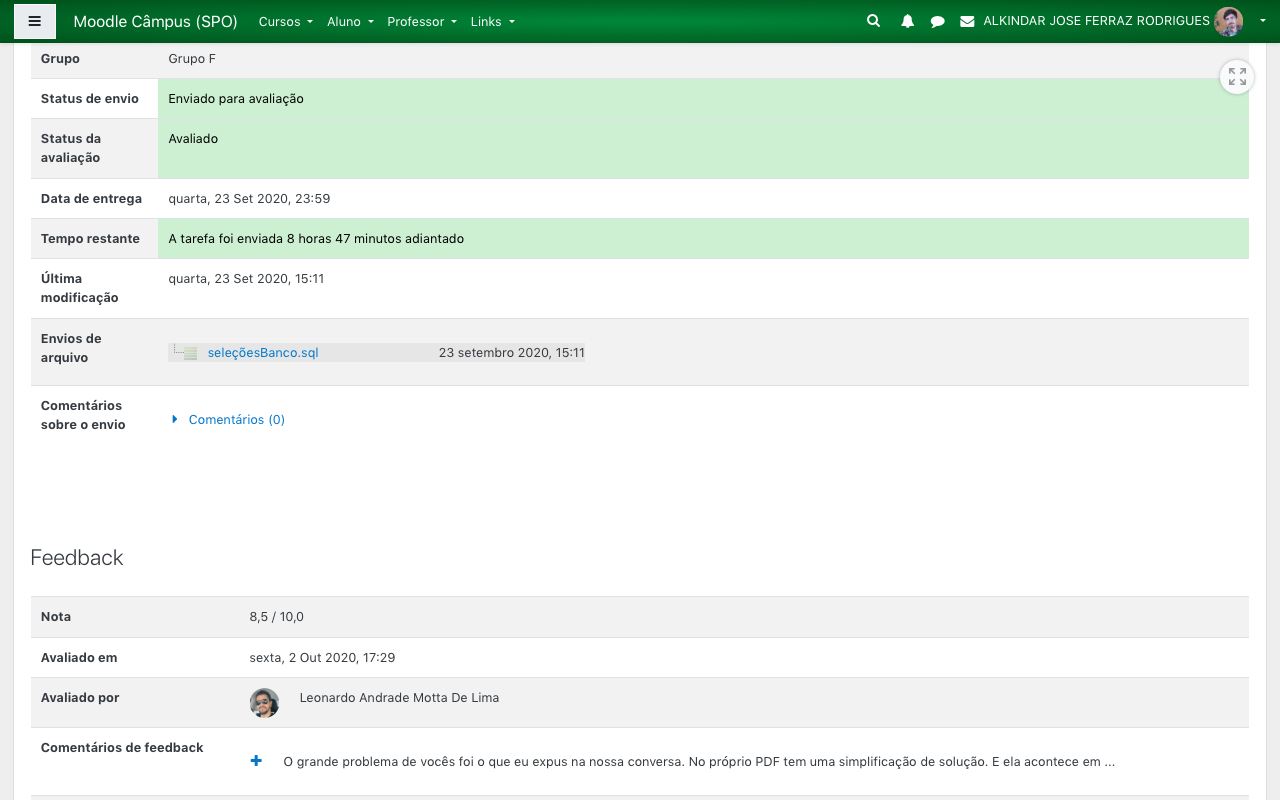 Moodle Câmpus (SPO) Cursos Aluno Professor Links ALKINDAR JOSE FERRAZ RODRIGUES
Grupo Grupo F
Status de envio Enviado para avaliação
Status da
avaliação
Avaliado
Data de entrega quarta, 23 Set 2020, 23:59
Tempo restante A tarefa foi enviada 8 horas 47 minutos adiantado
Última
modificação
quarta, 23 Set 2020, 15:11
Envios de
arquivo
seleçõesBanco.sql 23 setembro 2020, 15:11
Comentários
sobre o envio
Comentários (0)
Feedback
Nota 8,5 / 10,0
Avaliado em sexta, 2 Out 2020, 17:29
Avaliado por Leonardo Andrade Motta De Lima
Comentários de feedback
O grande problema de vocês foi o que eu expus na nossa conversa. No próprio PDF tem uma simplificação de solução. E ela acontece em ...